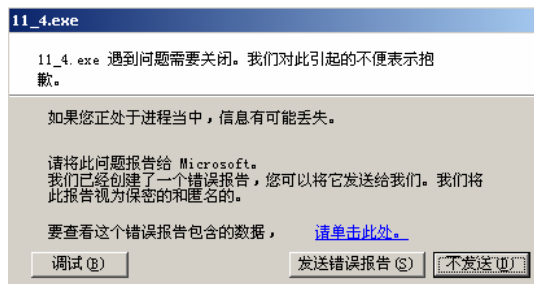 11_4.exe
11_4.exe 遇到问题需要关闭。我们对此引起的不便表示抱
歉。
如果您正处于进程当中，信息有可能丢失。
请将此问题报告给 Microsoft。
我们已经创建了一个错误报告，您可以将它发送给我们。我们将
此报告视为保密的和匿名的。
要查看这个错误报告包含的数据， 请单击此处。
调试(B) 发送错误报告(S) 不发送(D)